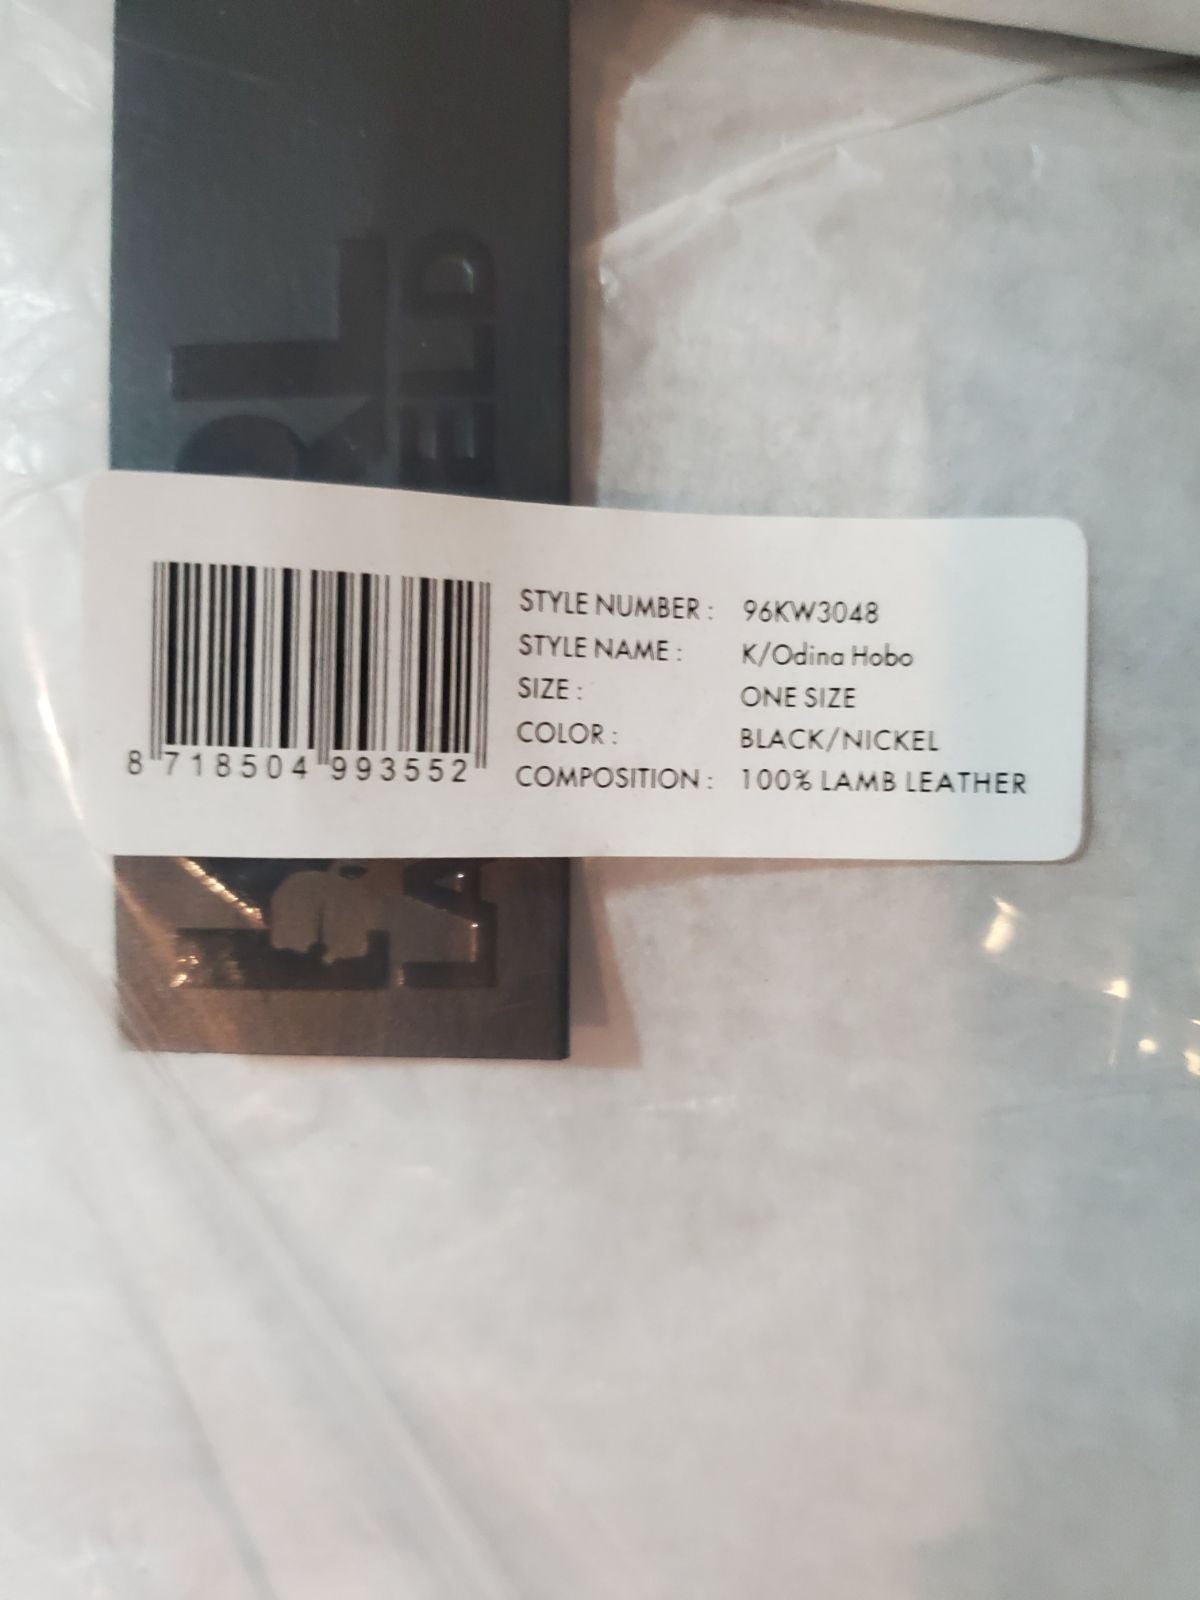 STYLE NUMBER : 96KW3048
STYLE NAME : K/Odina Hobo
SIZE : ONE SIZE
COLOR : BLACK/NICKEL
COMPOSITION : 100% LAMB LEATHER
8 718504 993552